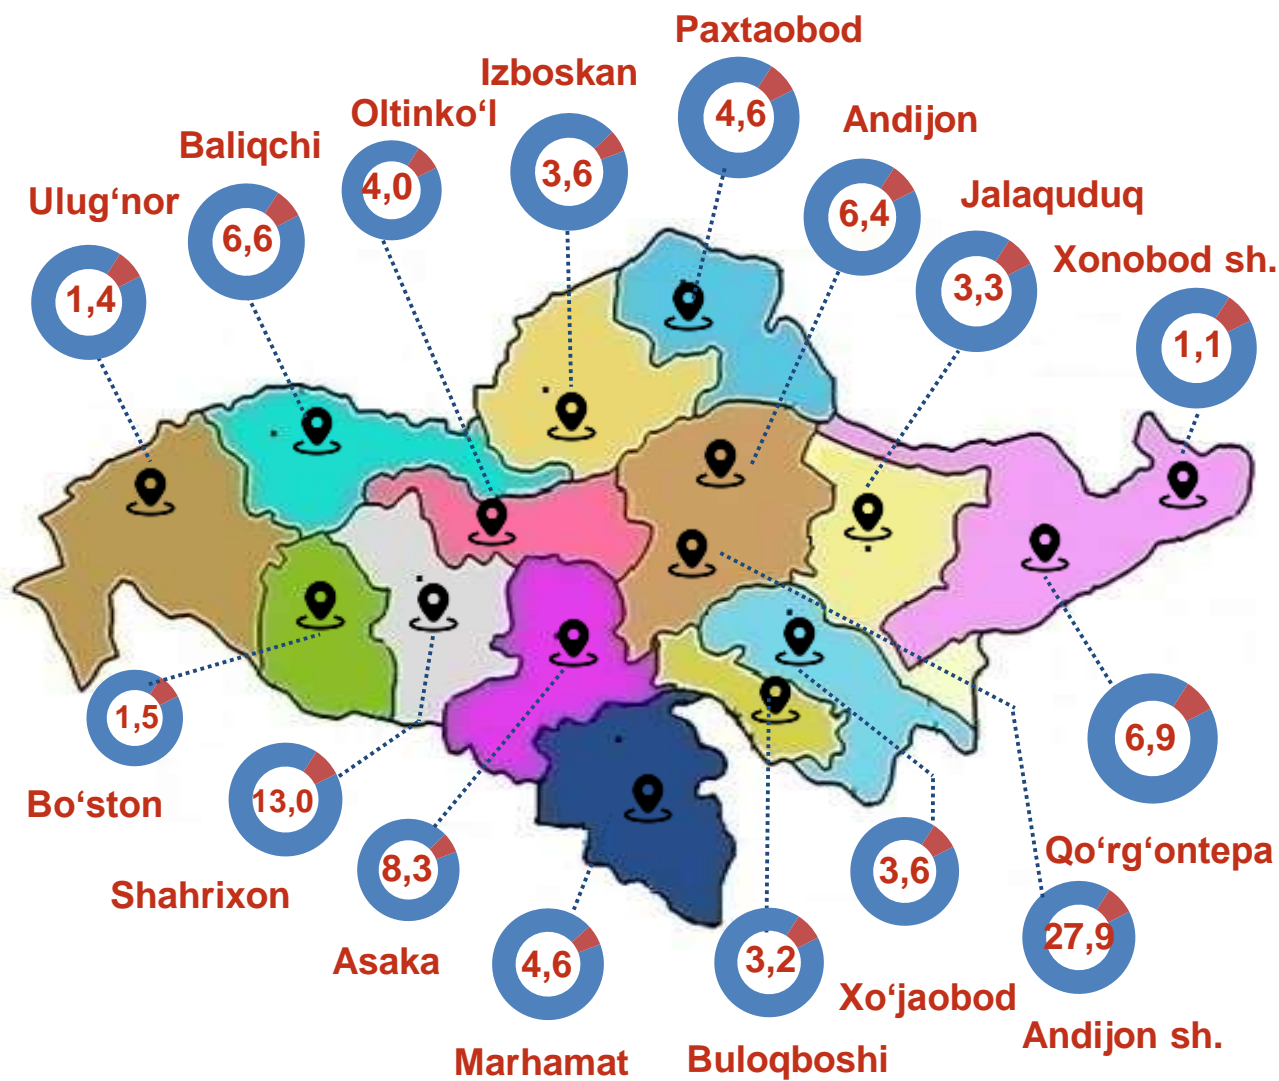 Paxtaobod
4,6
Izboskan
3,6
Oltinko‘l
4,0
Andijon
6,4
Baliqchi
6,6
Jalaquduq
3,3
Ulug‘nor
1,4
Xonobod sh.
1,1
1,5
Bo‘ston
13,0
Shahrixon
8,3
Asaka
4,6
Marhamat
3,2
Buloqboshi
3,6
Xo‘jaobod
6,9
Qo‘rg‘ontepa
27,9
Andijon sh.